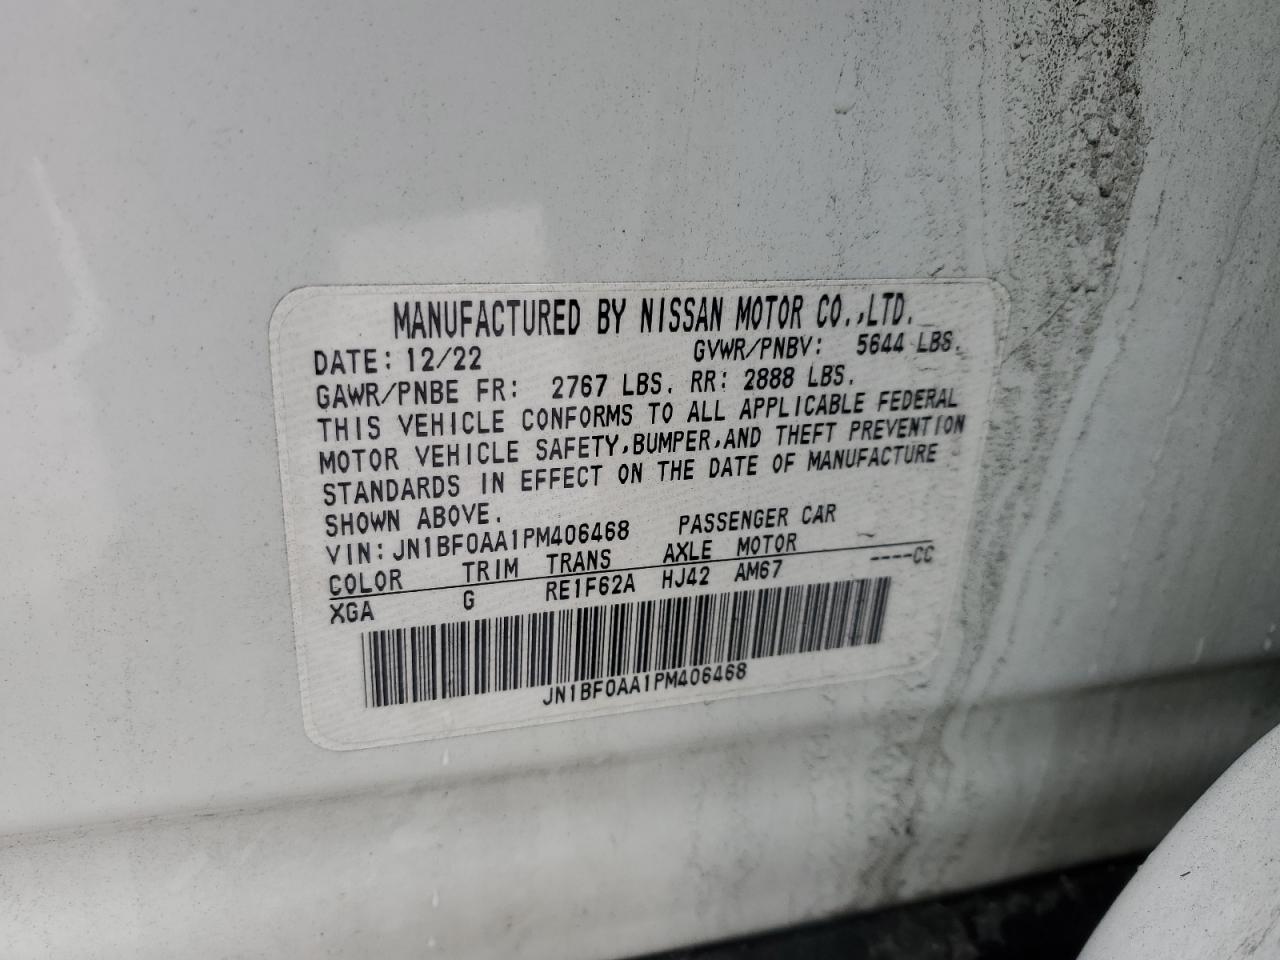 MANUFACTURED BY NISSAN MOTOR CO.,LTD.
DATE: 12/22 GVWR/PNBV: 5644 LBS.
GAWR/PNBE FR: 2767 LBS. RR: 2888 LBS.
THIS VEHICLE CONFORMS TO ALL APPLICABLE FEDERAL
MOTOR VEHICLE SAFETY,BUMPER,AND THEFT PREVENTION
STANDARDS IN EFFECT ON THE DATE OF MANUFACTURE
SHOWN ABOVE.
VIN: JN1BF0AA1PM406468 PASSENGER CAR
COLOR TRIM TRANS AXLE MOTOR ----CC
XGA G RE1F62A HJ42 AM67
JN1BF0AA1PM406468